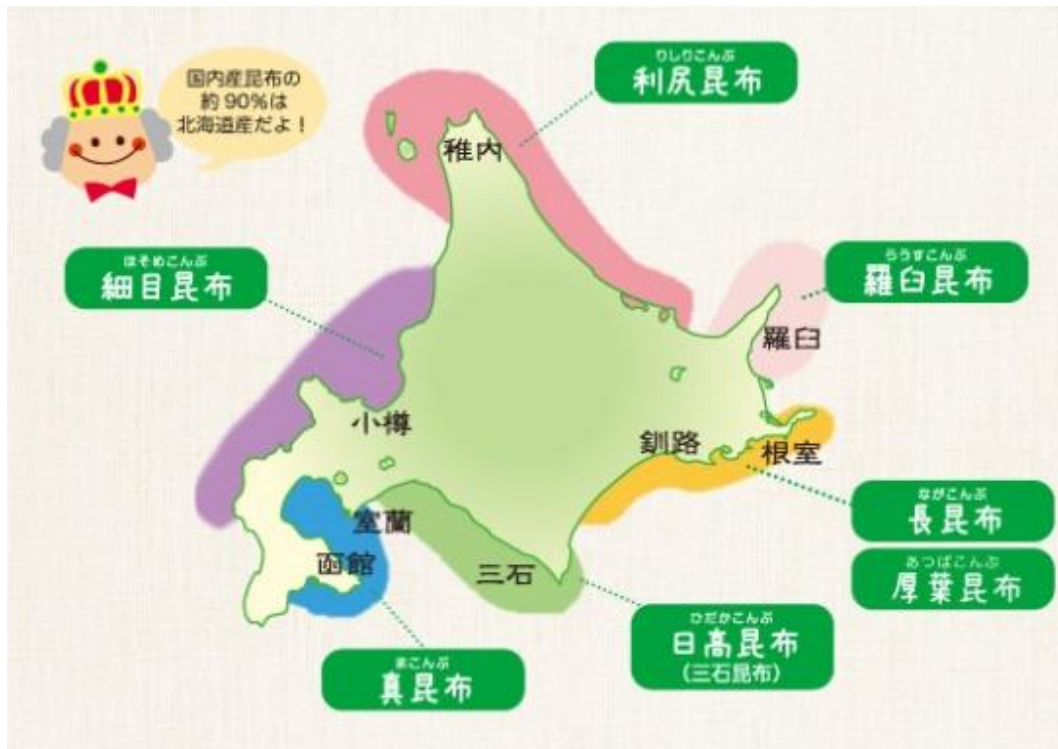 国内産昆布の
約90％は
北海道産だよ！
りしりこんぶ
利尻昆布
稚内
ほそめこんぶ
細目昆布
らうすこんぶ
羅臼昆布
羅臼
小樽
釧路
根室
ながこんぶ
長昆布
室蘭
函館
三石
あつばこんぶ
厚葉昆布
ひだかこんぶ
日高昆布
（三石昆布）
まこんぶ
真昆布